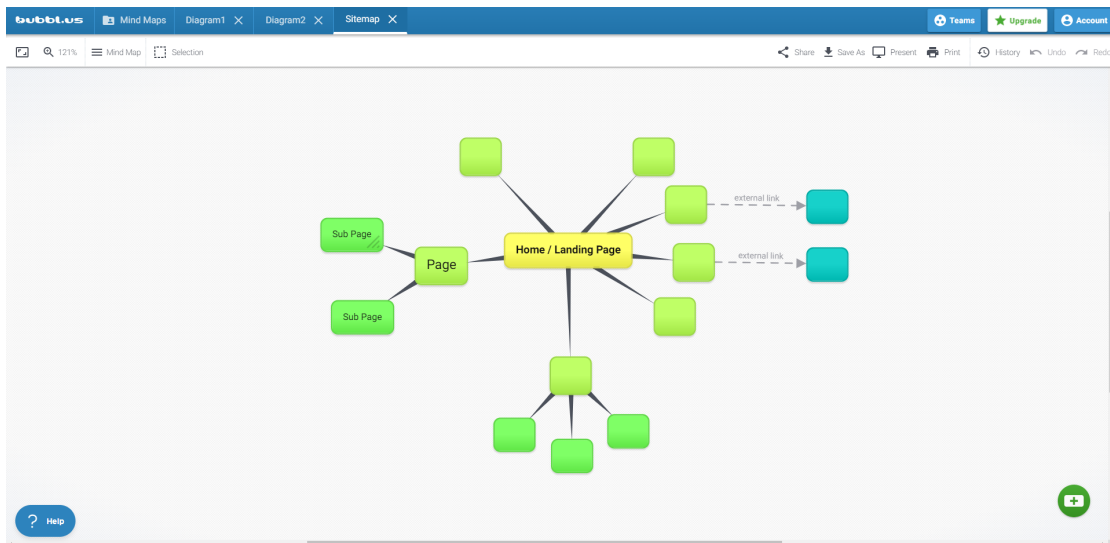 bubbl.us Mind Maps Diagram1 Diagram2 Sitemap Teams Upgrade Account
121% Mind Map Selection Share Save As Present Print History Undo Redo
external link
Sub Page
Home / Landing Page
external link
Page
Sub Page
? Help